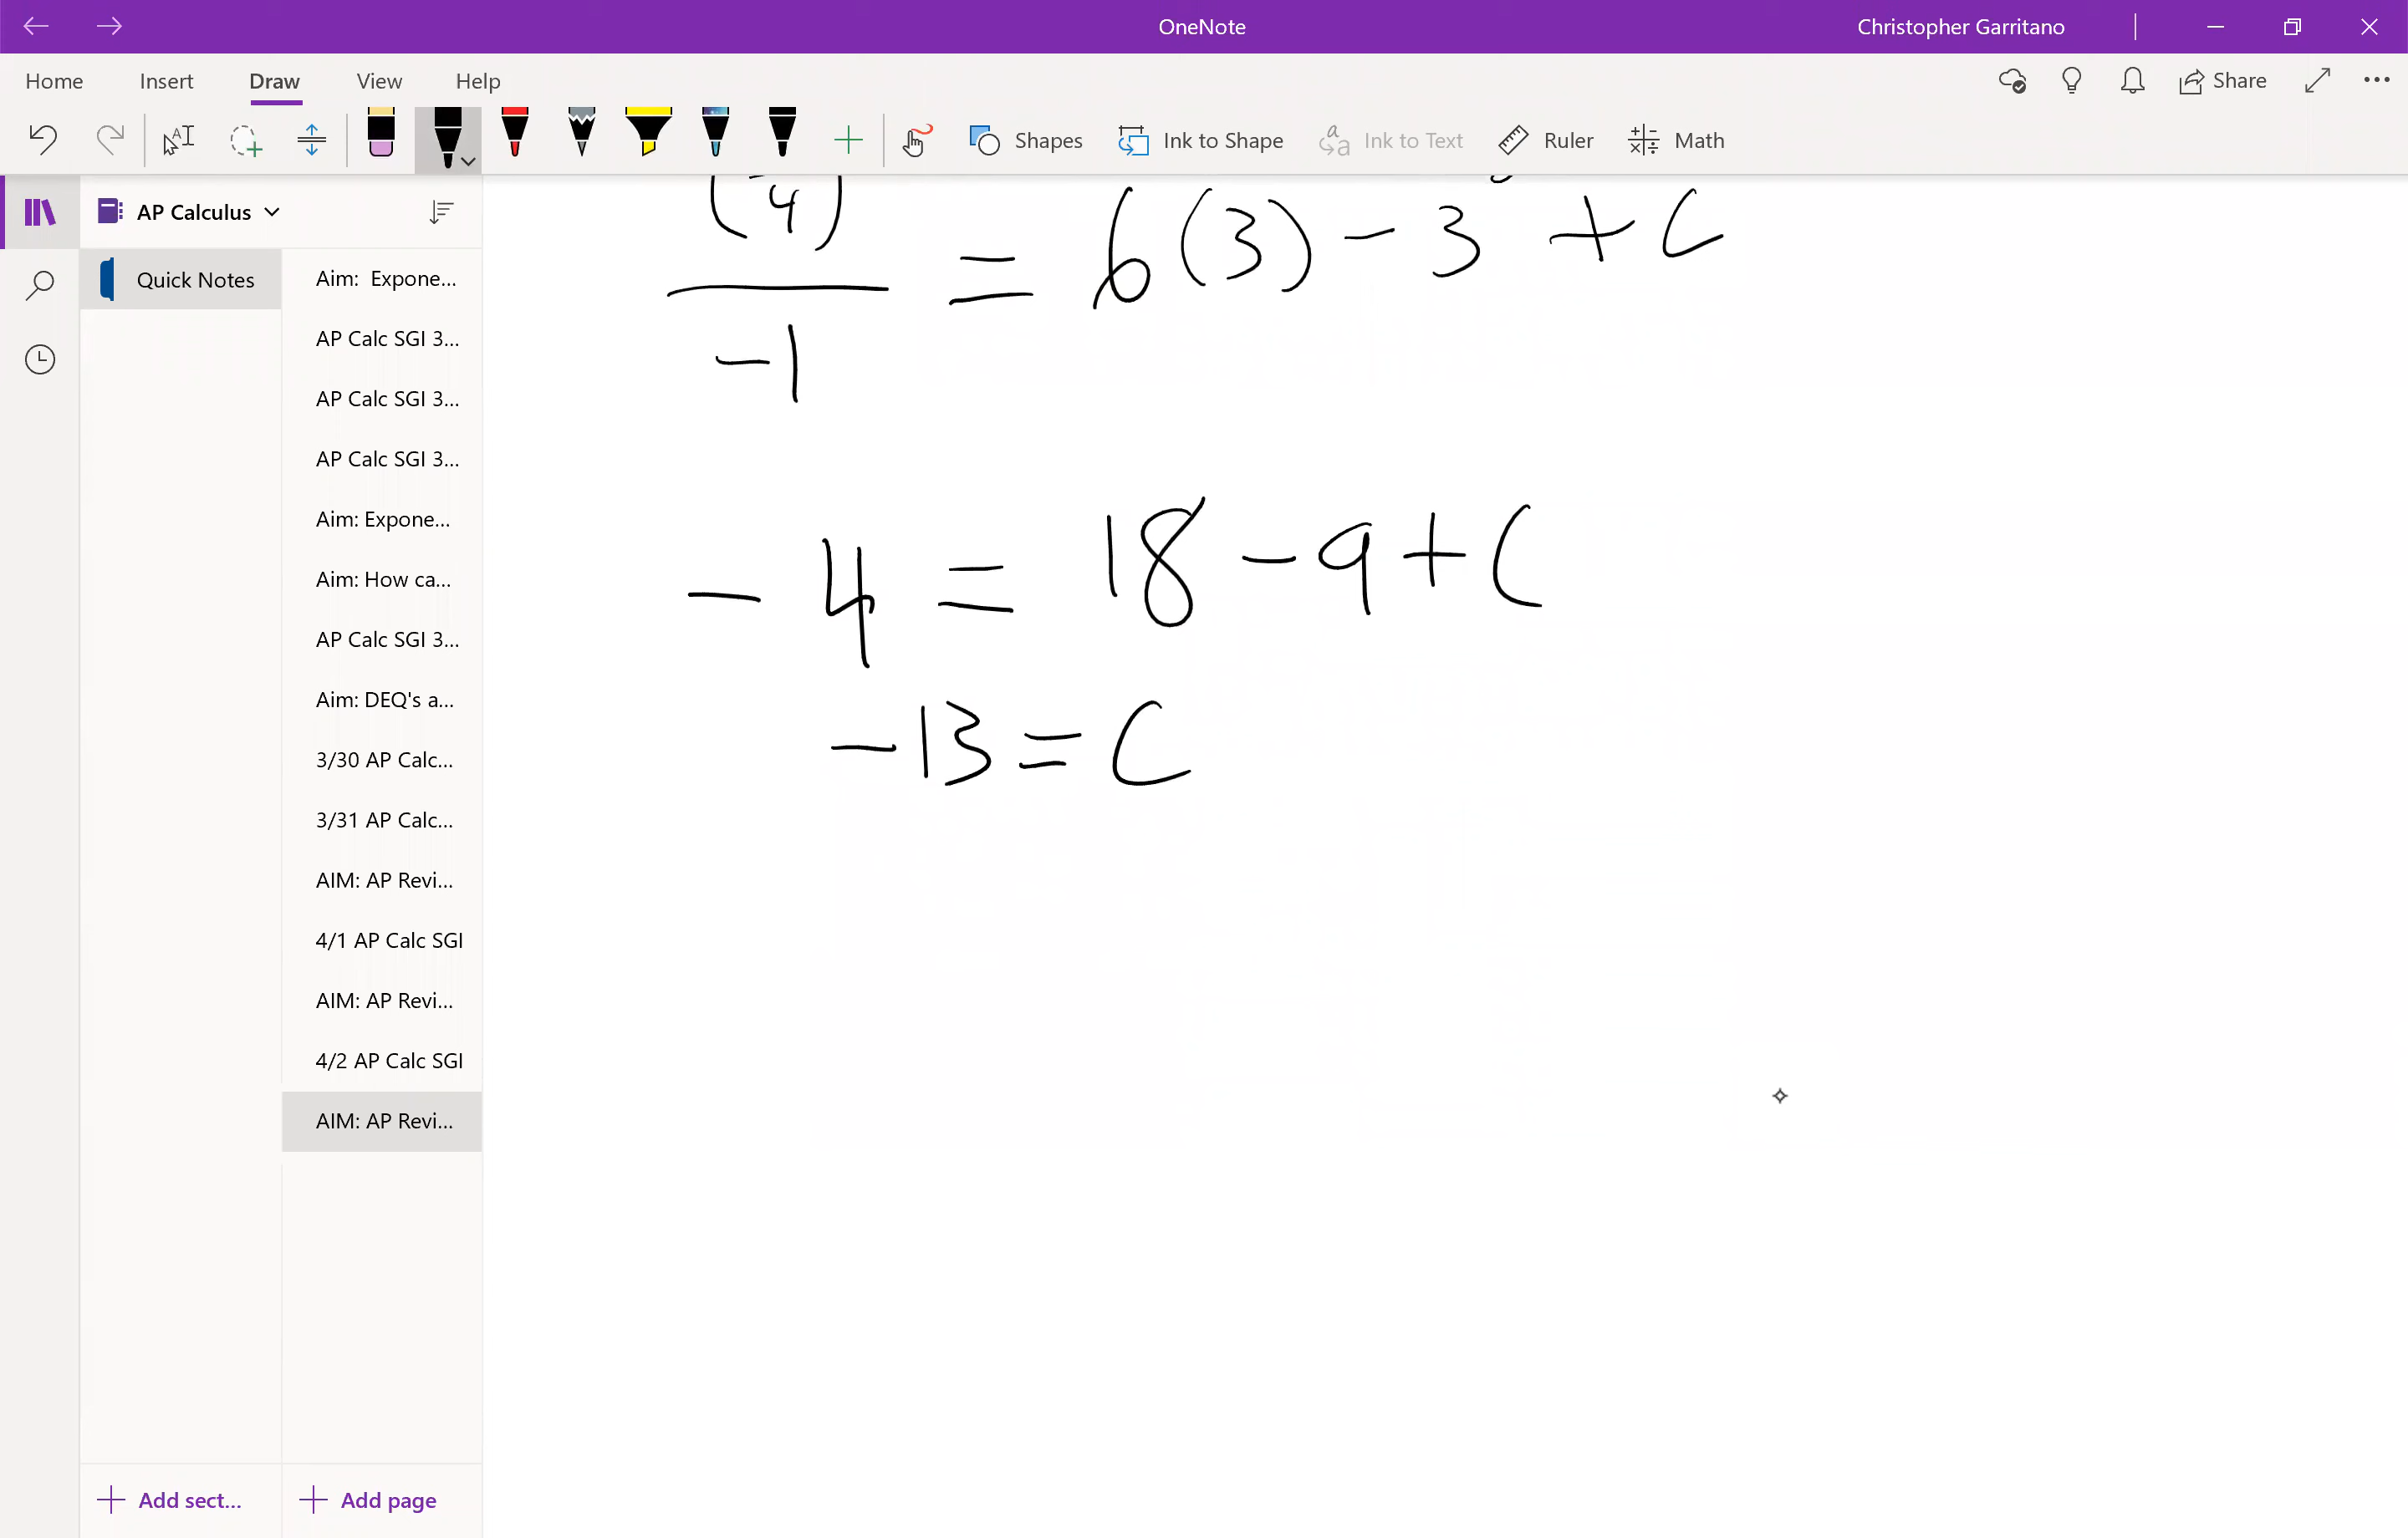 OneNote
Christopher Garritano
Home Insert Draw View Help
Share
Shapes Ink to Shape Ink to Text Ruler Math
AP Calculus
Quick Notes
Aim:  Expone...
AP Calc SGI 3...
AP Calc SGI 3...
AP Calc SGI 3...
Aim: Expone...
Aim: How ca...
AP Calc SGI 3...
Aim: DEQ's a...
3/30 AP Calc...
3/31 AP Calc...
AIM: AP Revi...
4/1 AP Calc SGI
AIM: AP Revi...
4/2 AP Calc SGI
AIM: AP Revi...
Add sect...
Add page
( 4 )
= 6(3) - 3 + C
-1
- 4 = 18 - 9 + C
-13 = C